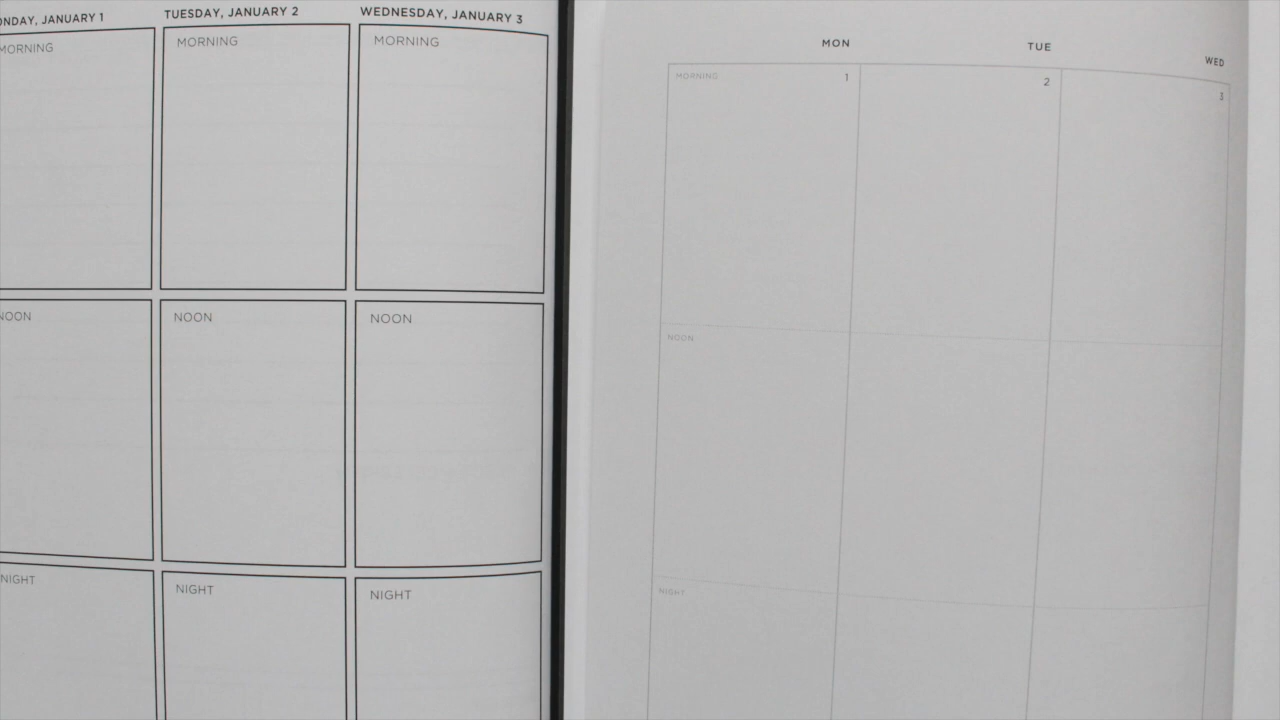 ONDAY, JANUARY 1
TUESDAY, JANUARY 2
WEDNESDAY, JANUARY 3
MORNING
MORNING
MORNING
NOON
NOON
NOON
NIGHT
NIGHT
NIGHT
MON
TUE
WED
MORNING
1
2
3
NOON
NIGHT